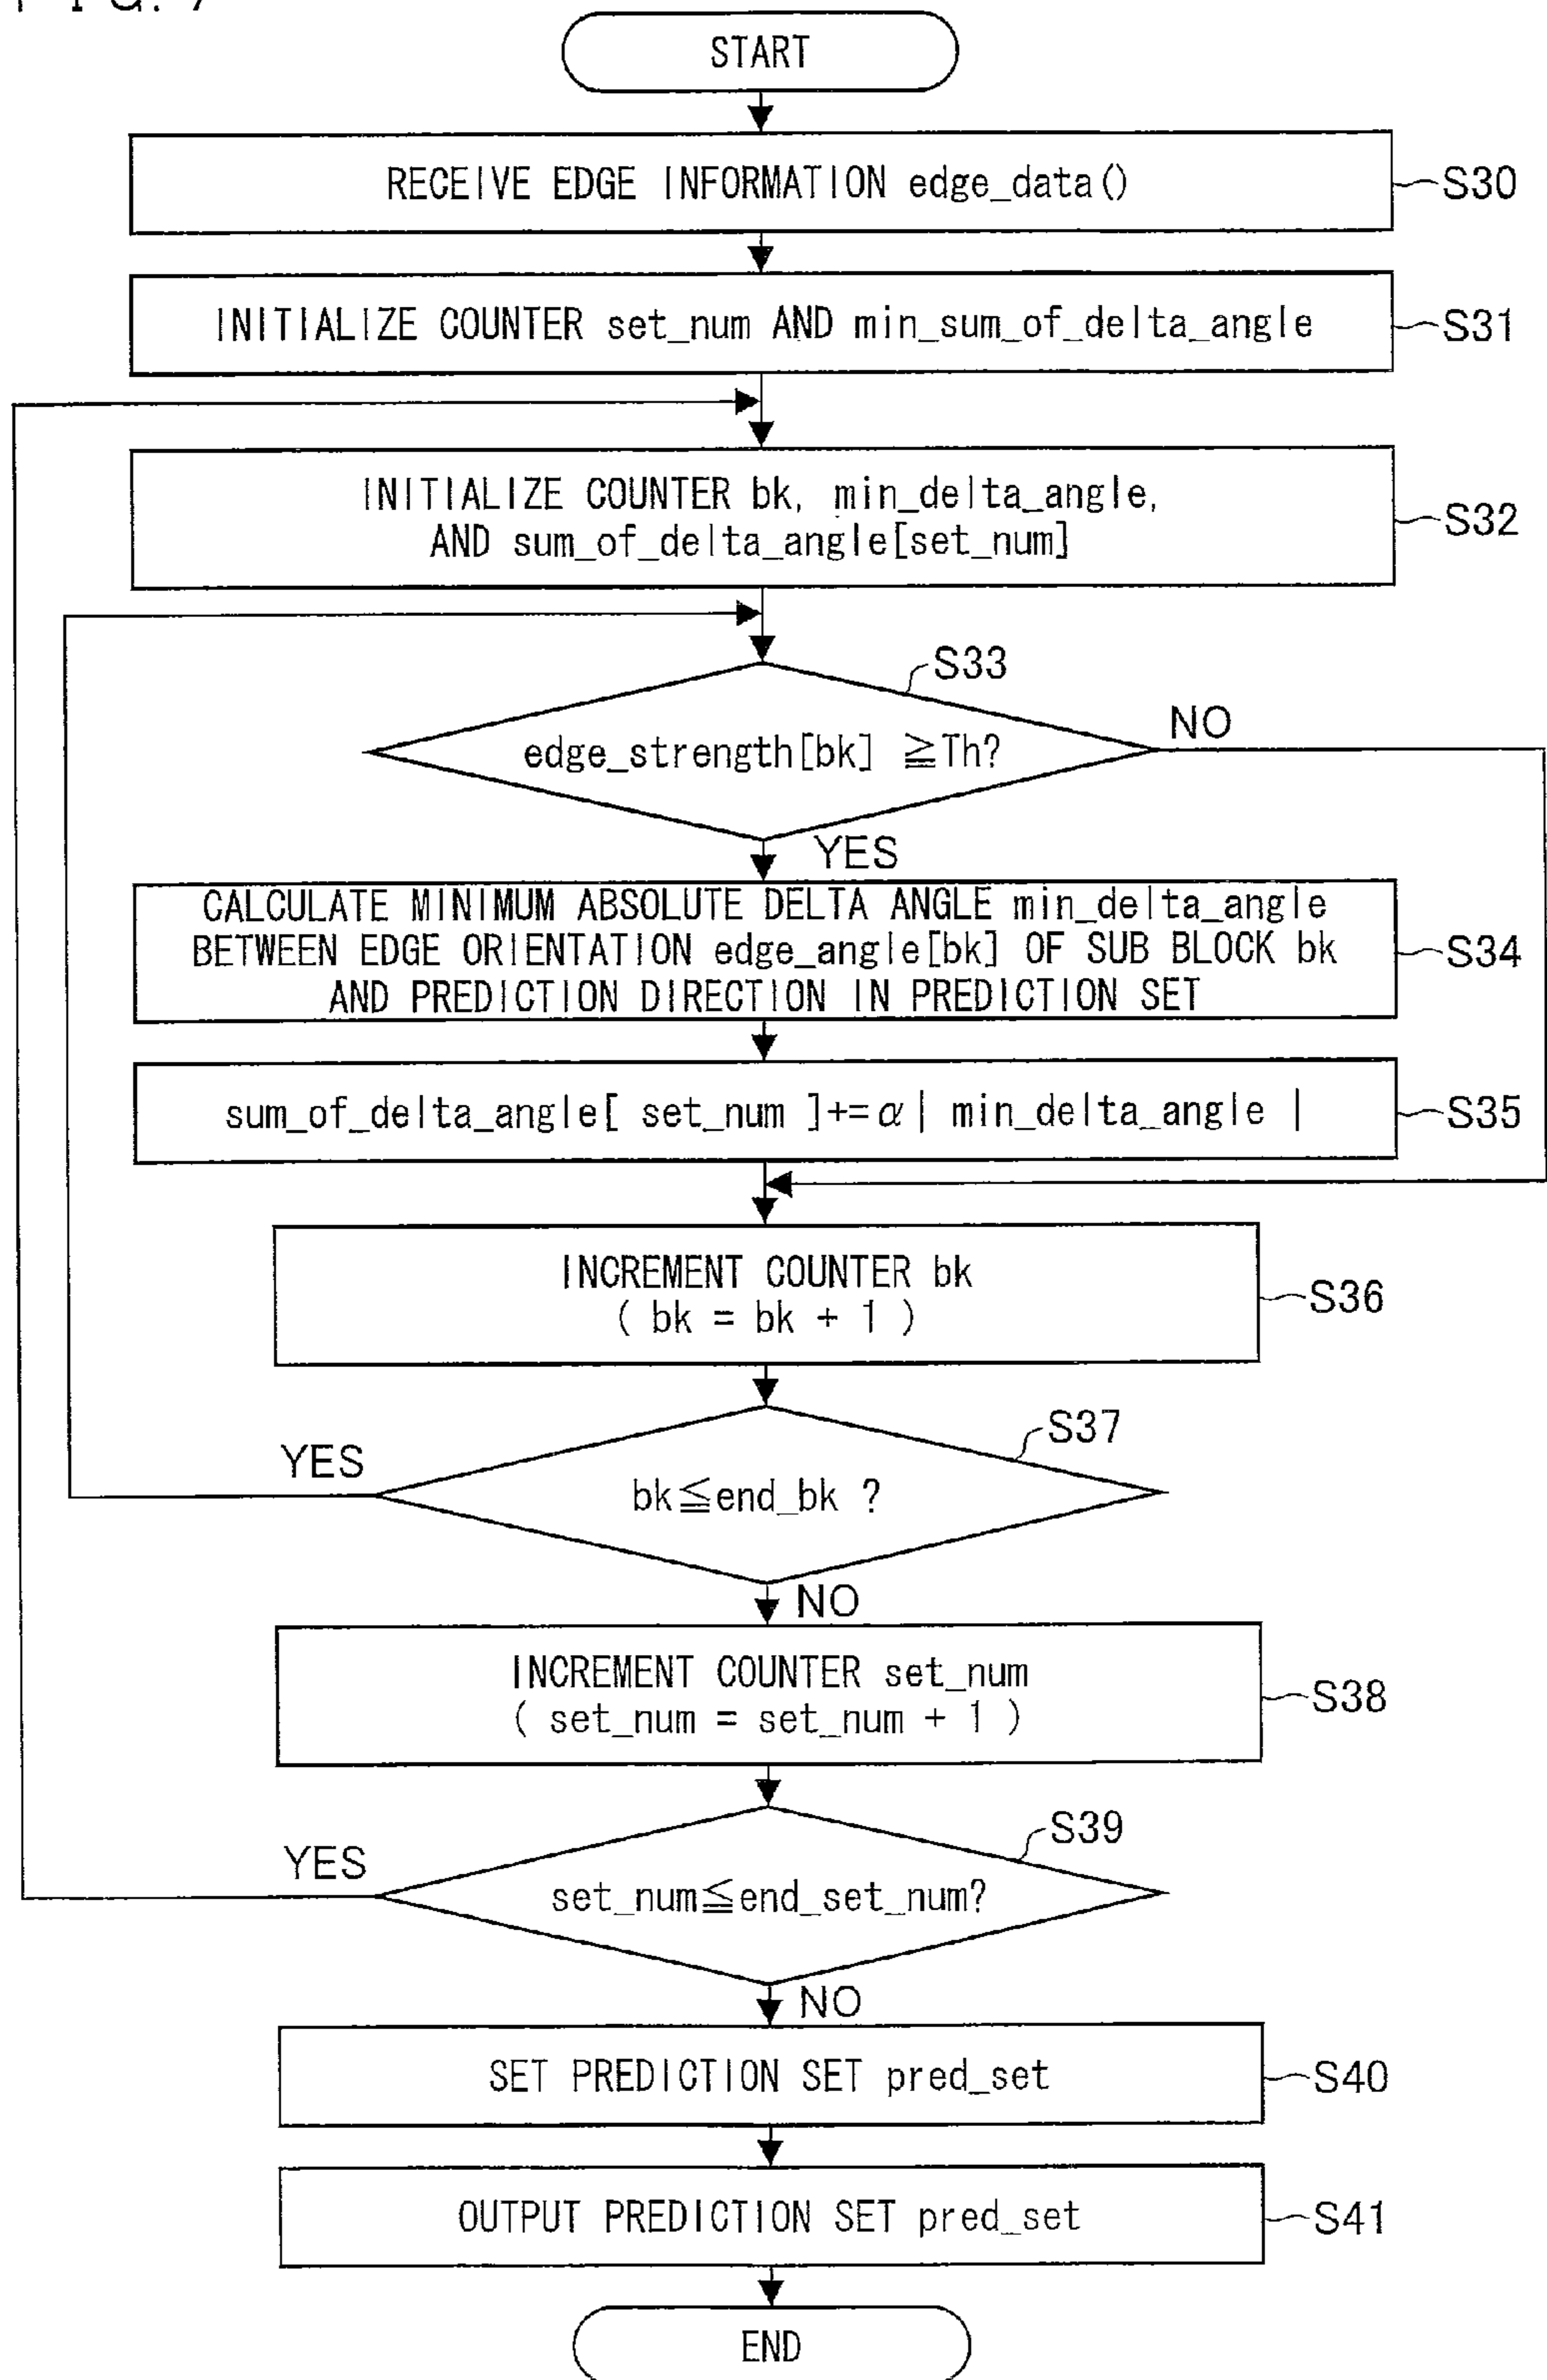 FIG. 7
START
RECEIVE EDGE INFORMATION edge_data()
S30
INITIALIZE COUNTER set_num AND min_sum_of_delta_angle
S31
INITIALIZE COUNTER bk, min_delta_angle,
AND sum_of_delta_angle[set_num]
S32
S33
edge_strength[bk] ≧Th?
NO
YES
CALCULATE MINIMUM ABSOLUTE DELTA ANGLE min_delta_angle
BETWEEN EDGE ORIENTATION edge_angle[bk] OF SUB BLOCK bk
AND PREDICTION DIRECTION IN PREDICTION SET
S34
sum_of_delta_angle[ set_num ]+=α| min_delta_angle |
S35
INCREMENT COUNTER bk
( bk = bk + 1 )
S36
S37
YES
bk≦end_bk ?
NO
INCREMENT COUNTER set_num
( set_num = set_num + 1 )
S38
S39
YES
set_num≦end_set_num?
NO
SET PREDICTION SET pred_set
S40
OUTPUT PREDICTION SET pred_set
S41
END